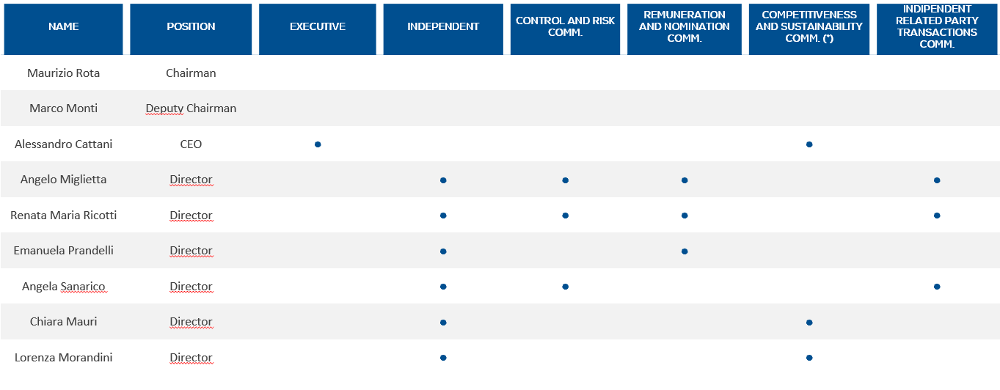 NAME POSITION EXECUTIVE INDEPENDENT CONTROL AND RISK COMM. REMUNERATION AND NOMINATION COMM. COMPETITIVENESS AND SUSTAINABILITY COMM. (*) INDIPENDENT RELATED PARTY TRANSACTIONS COMM.
Maurizio Rota Chairman
Marco Monti Deputy Chairman
Alessandro Cattani CEO • •
Angelo Miglietta Director • • • •
Renata Maria Ricotti Director • • • •
Emanuela Prandelli Director • •
Angela Sanarico Director • • •
Chiara Mauri Director • •
Lorenza Morandini Director • •